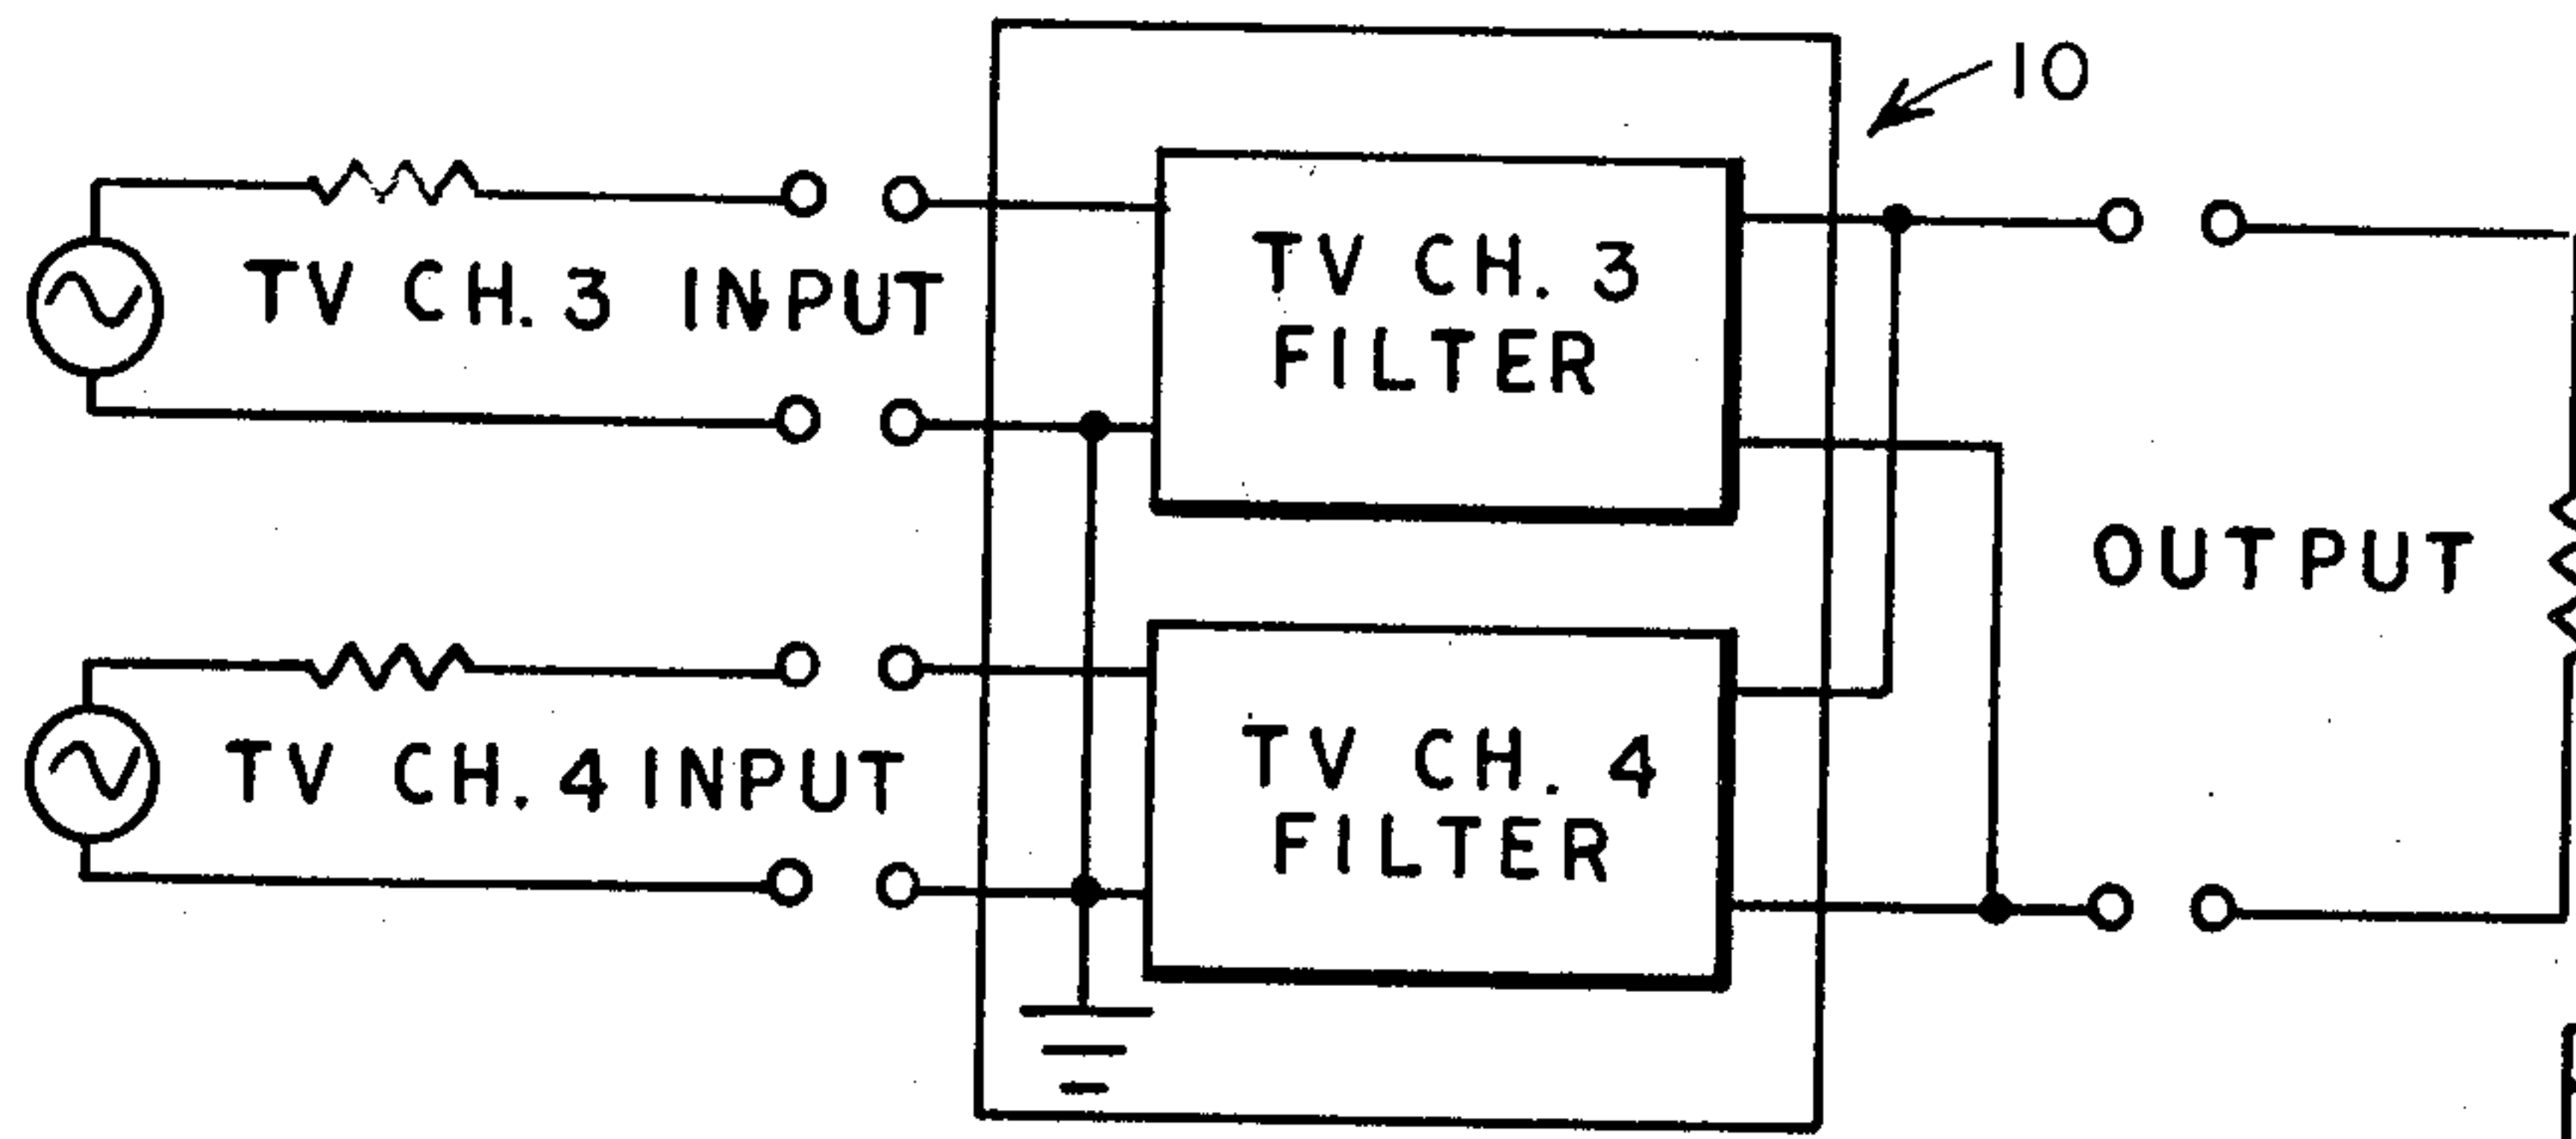 10
TV CH. 3 INPUT
TV CH. 3
FILTER
OUTPUT
TV CH. 4 INPUT
TV CH. 4
FILTER